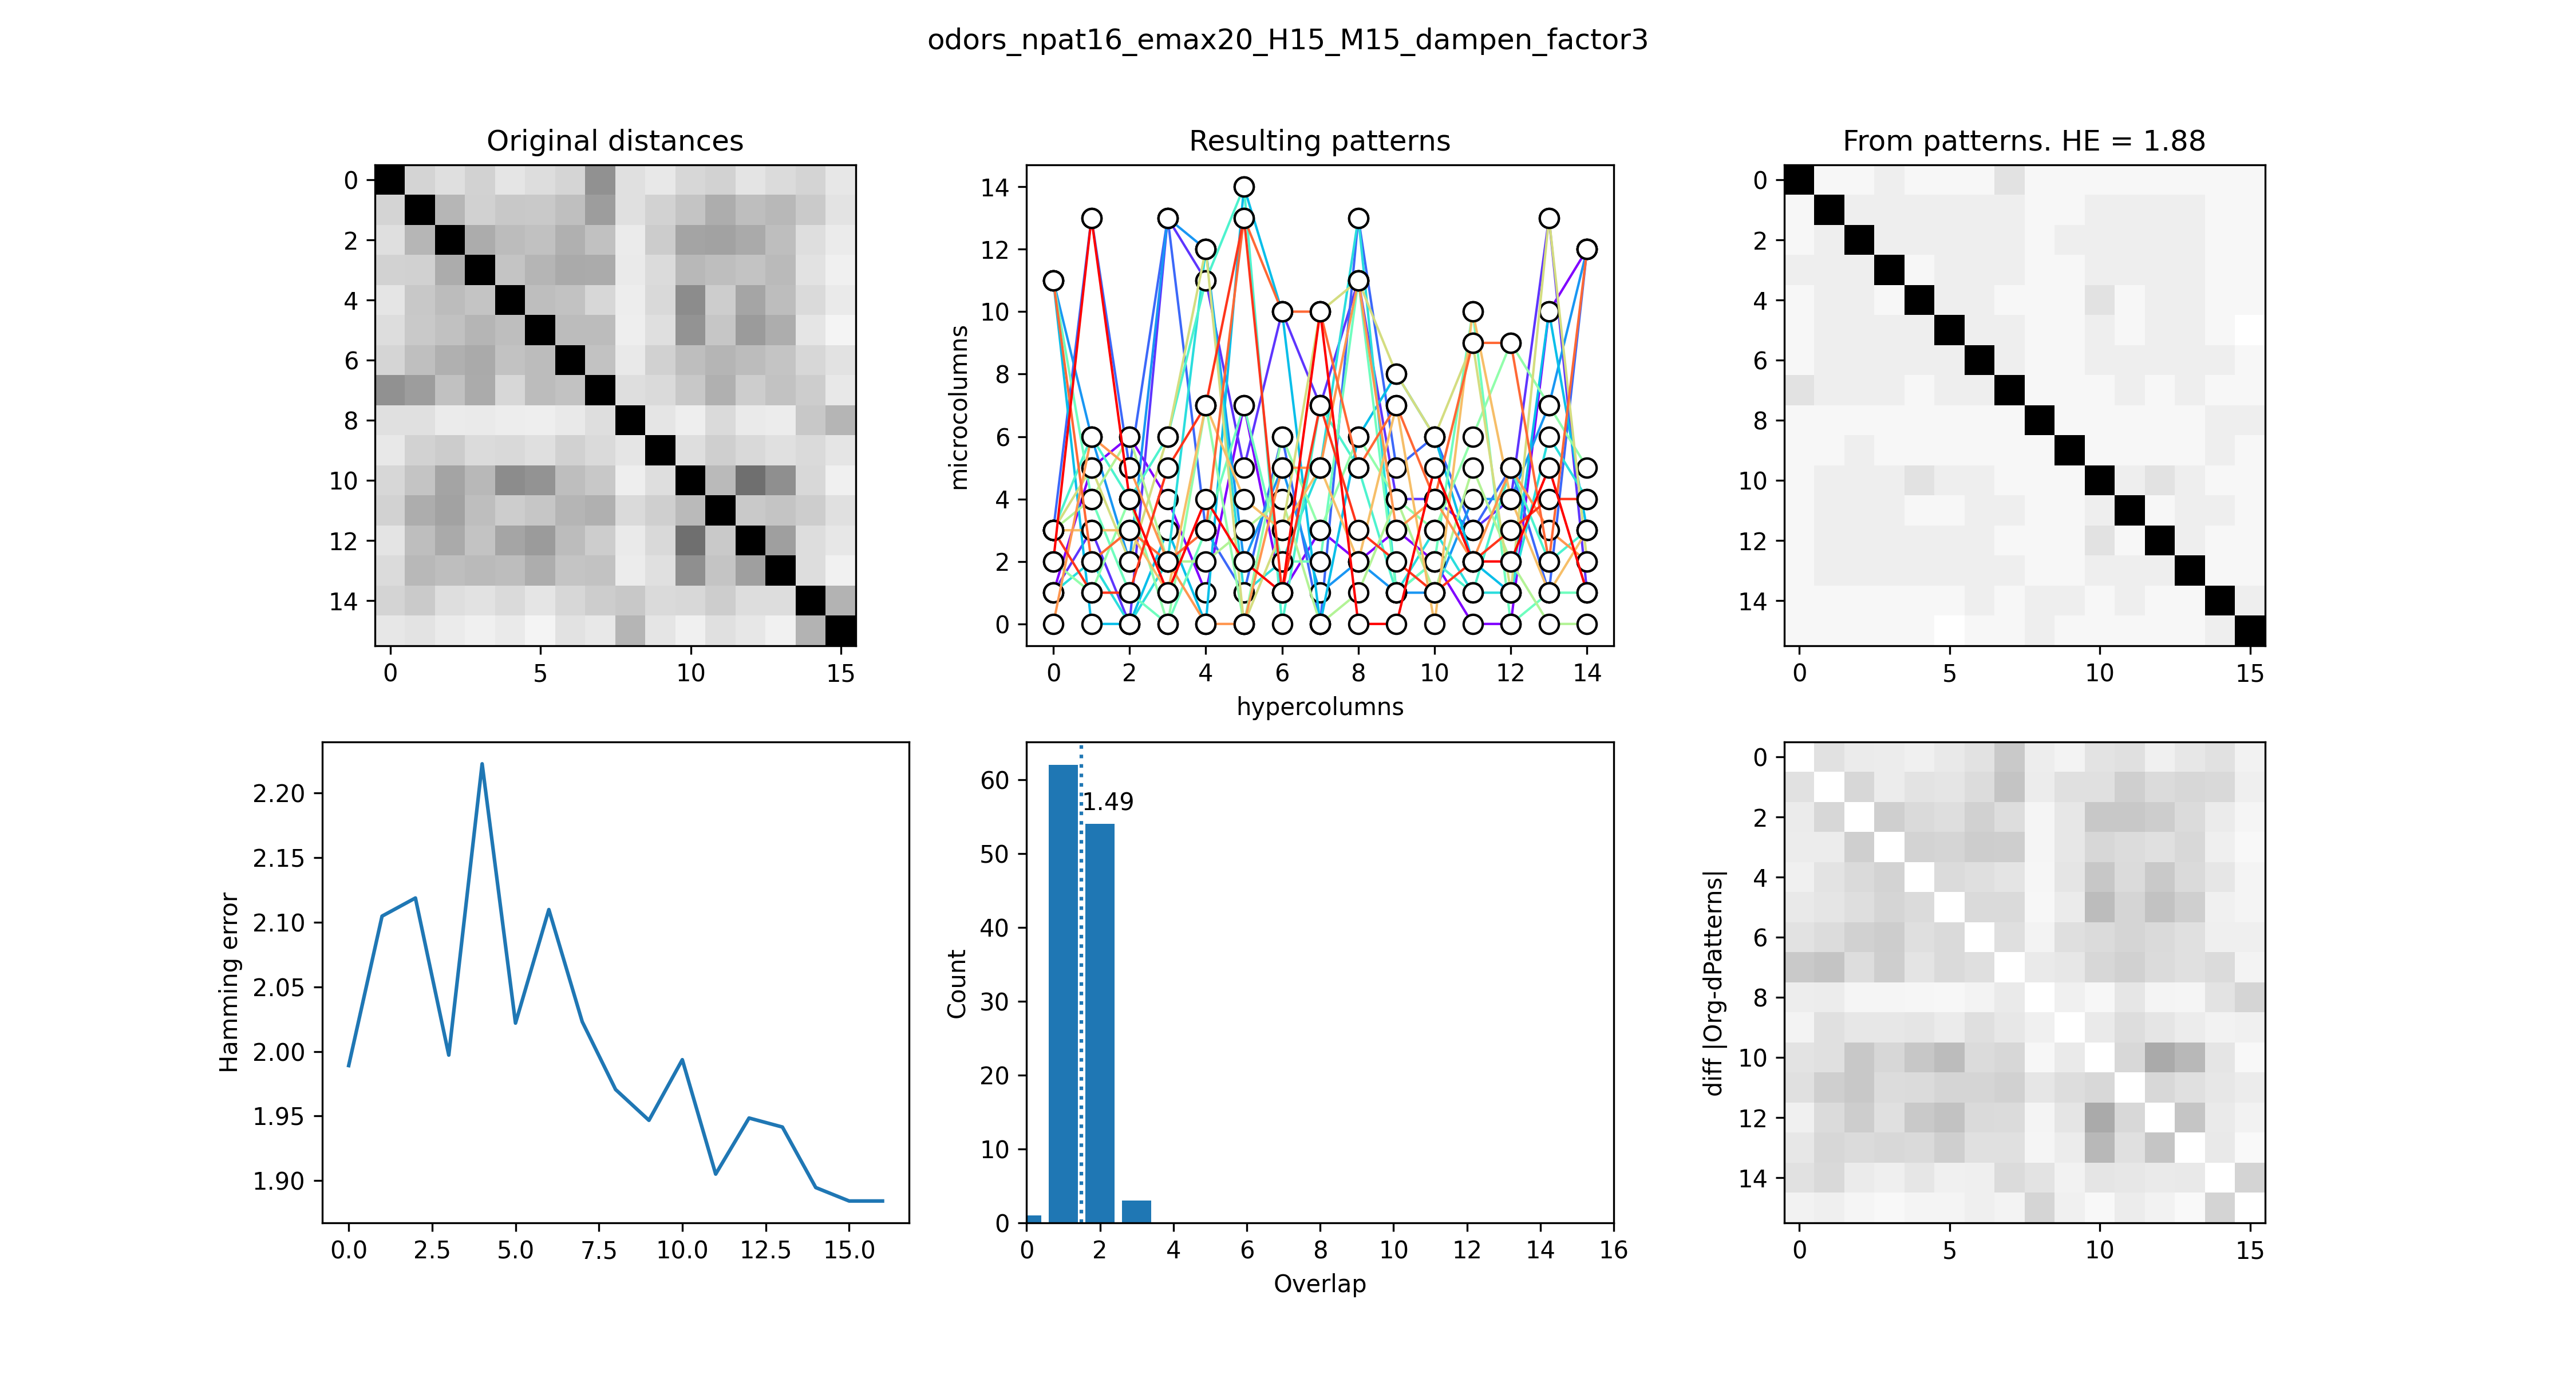 odors_npat16_emax20_H15_M15_dampen_factor3
Original distances
0
2
4
6
8
10
12
14
0 5 10 15
Resulting patterns
microcolumns
14
12
10
8
6
4
2
0
0 2 4 6 8 10 12 14
hypercolumns
From patterns. HE = 1.88
0
2
4
6
8
10
12
14
0 5 10 15
Hamming error
2.20
2.15
2.10
2.05
2.00
1.95
1.90
0.0 2.5 5.0 7.5 10.0 12.5 15.0
Count
60
50
40
30
20
10
0
1.49
0 2 4 6 8 10 12 14 16
Overlap
diff |Org-dPatterns|
0
2
4
6
8
10
12
14
0 5 10 15